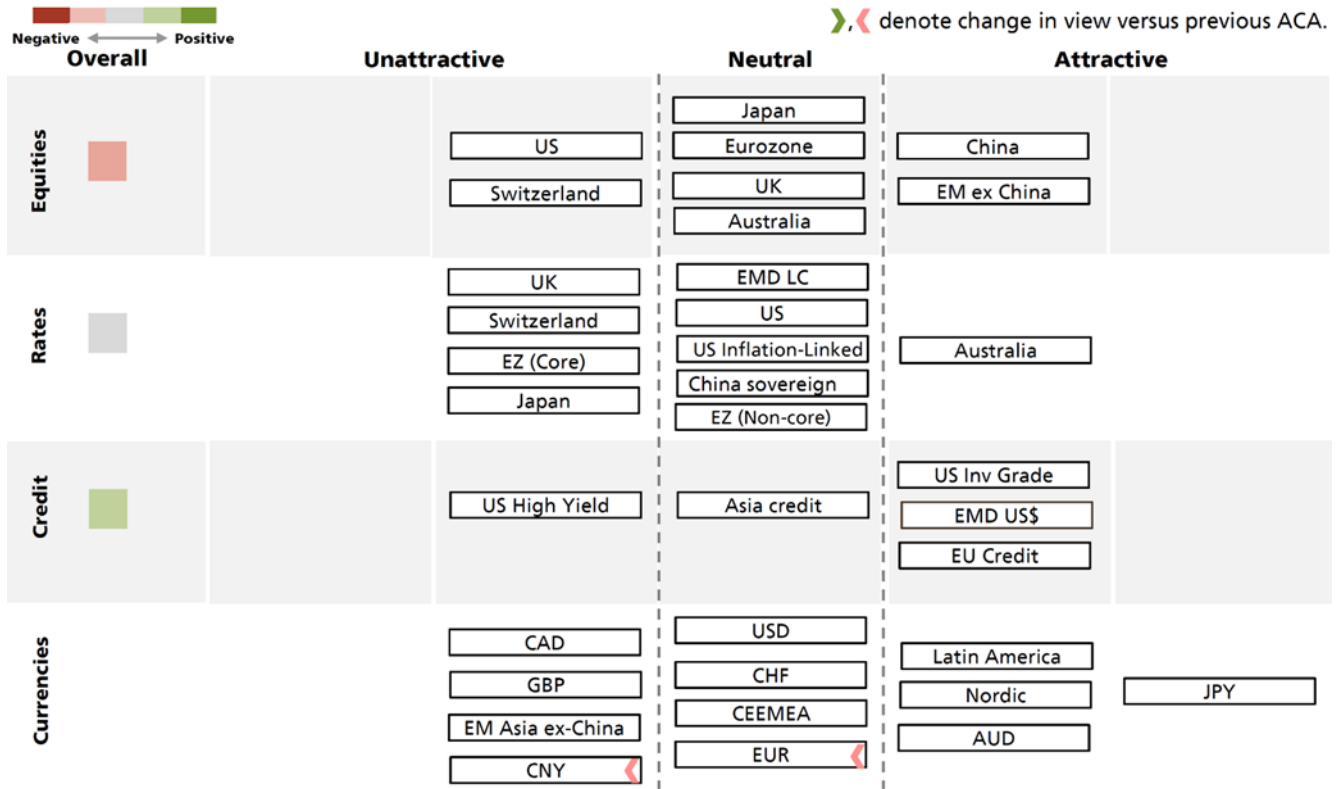 Negative
Positive
❯,❮ denote change in view versus previous ACA.
Overall
Unattractive
Neutral
Attractive
Equities
US
Switzerland
Japan
Eurozone
UK
Australia
China
EM ex China
Rates
UK
Switzerland
EZ (Core)
Japan
EMD LC
US
US Inflation-Linked
China sovereign
EZ (Non-core)
Australia
Credit
US High Yield
Asia credit
US Inv Grade
EMD US$
EU Credit
Currencies
CAD
GBP
EM Asia ex-China
CNY
USD
CHF
CEEMEA
EUR
Latin America
Nordic
AUD
JPY